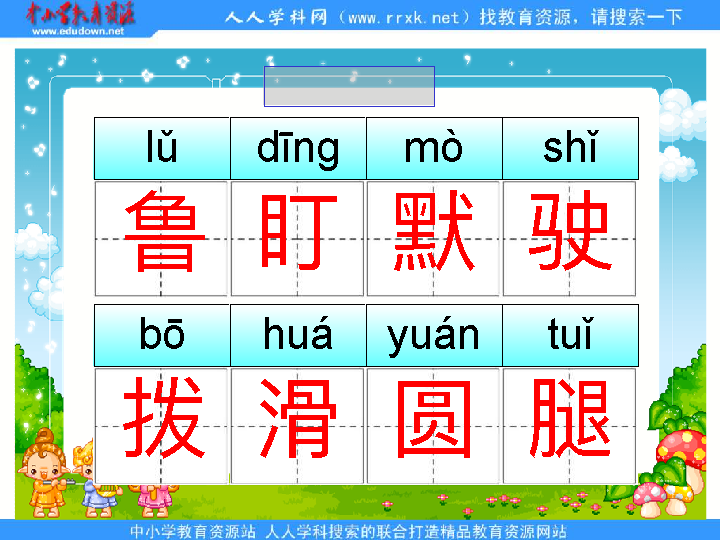 中小学教育资源
www.edudown.net
人人学科网（www.rrxk.net）找教育资源，请搜索一下
lǔ dīng mò shǐ
鲁 盯 默 驶
bō huá yuán tuǐ
拨 滑 圆 腿
中小学教育资源站 人人学科搜索的联合打造精品教育资源网站